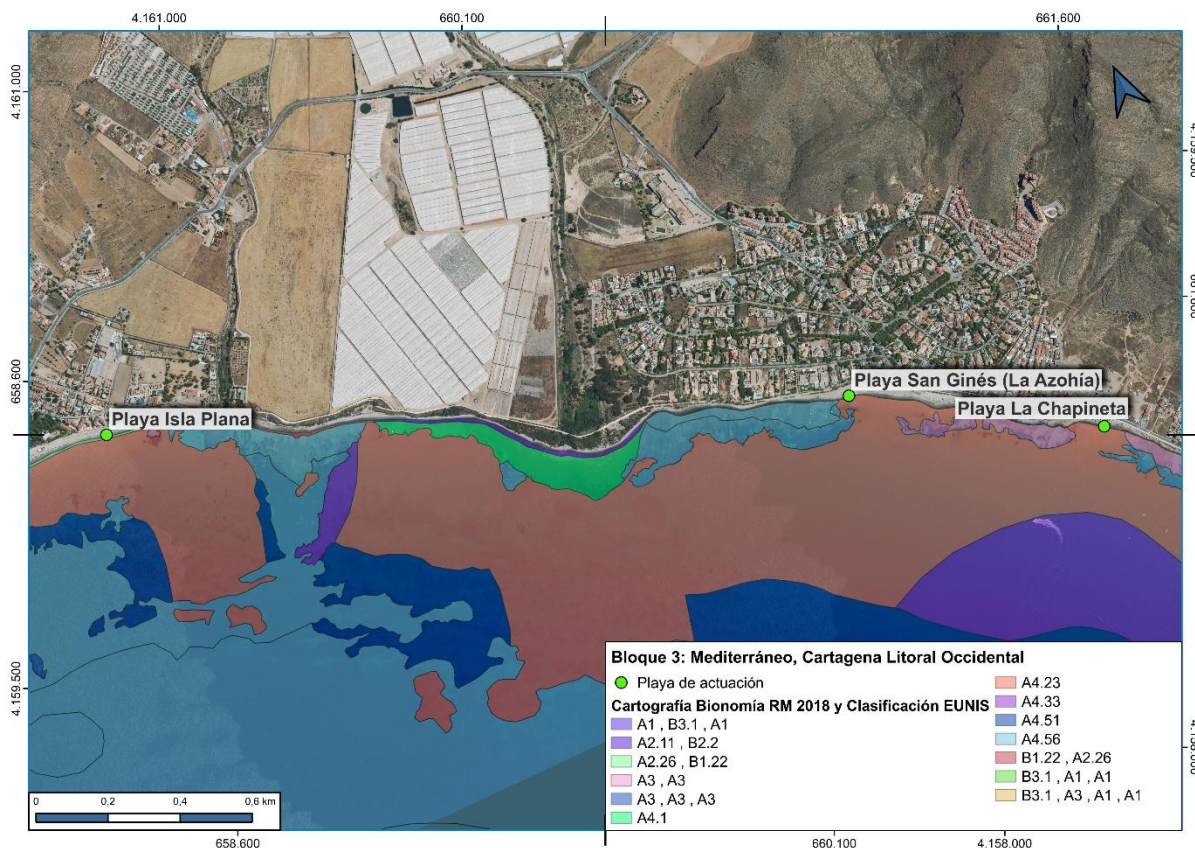 4.161.000
660.100
661.600
4.161.000
658.600
4.159.500
Playa San Ginés (La Azohía)
Playa Isla Plana
Playa La Chapineta
Bloque 3: Mediterráneo, Cartagena Litoral Occidental
Playa de actuación
Cartografía Bionomía RM 2018 y Clasificación EUNIS
A1 , B3.1 , A1
A2.11 , B2.2
A2.26 , B1.22
A3 , A3
A3 , A3 , A3
A4.1
A4.23
A4.33
A4.51
A4.56
B1.22 , A2.26
B3.1 , A1 , A1
B3.1 , A3 , A1 , A1
0 0,2 0,4 0,6 km
658.600
660.100
4.158.000